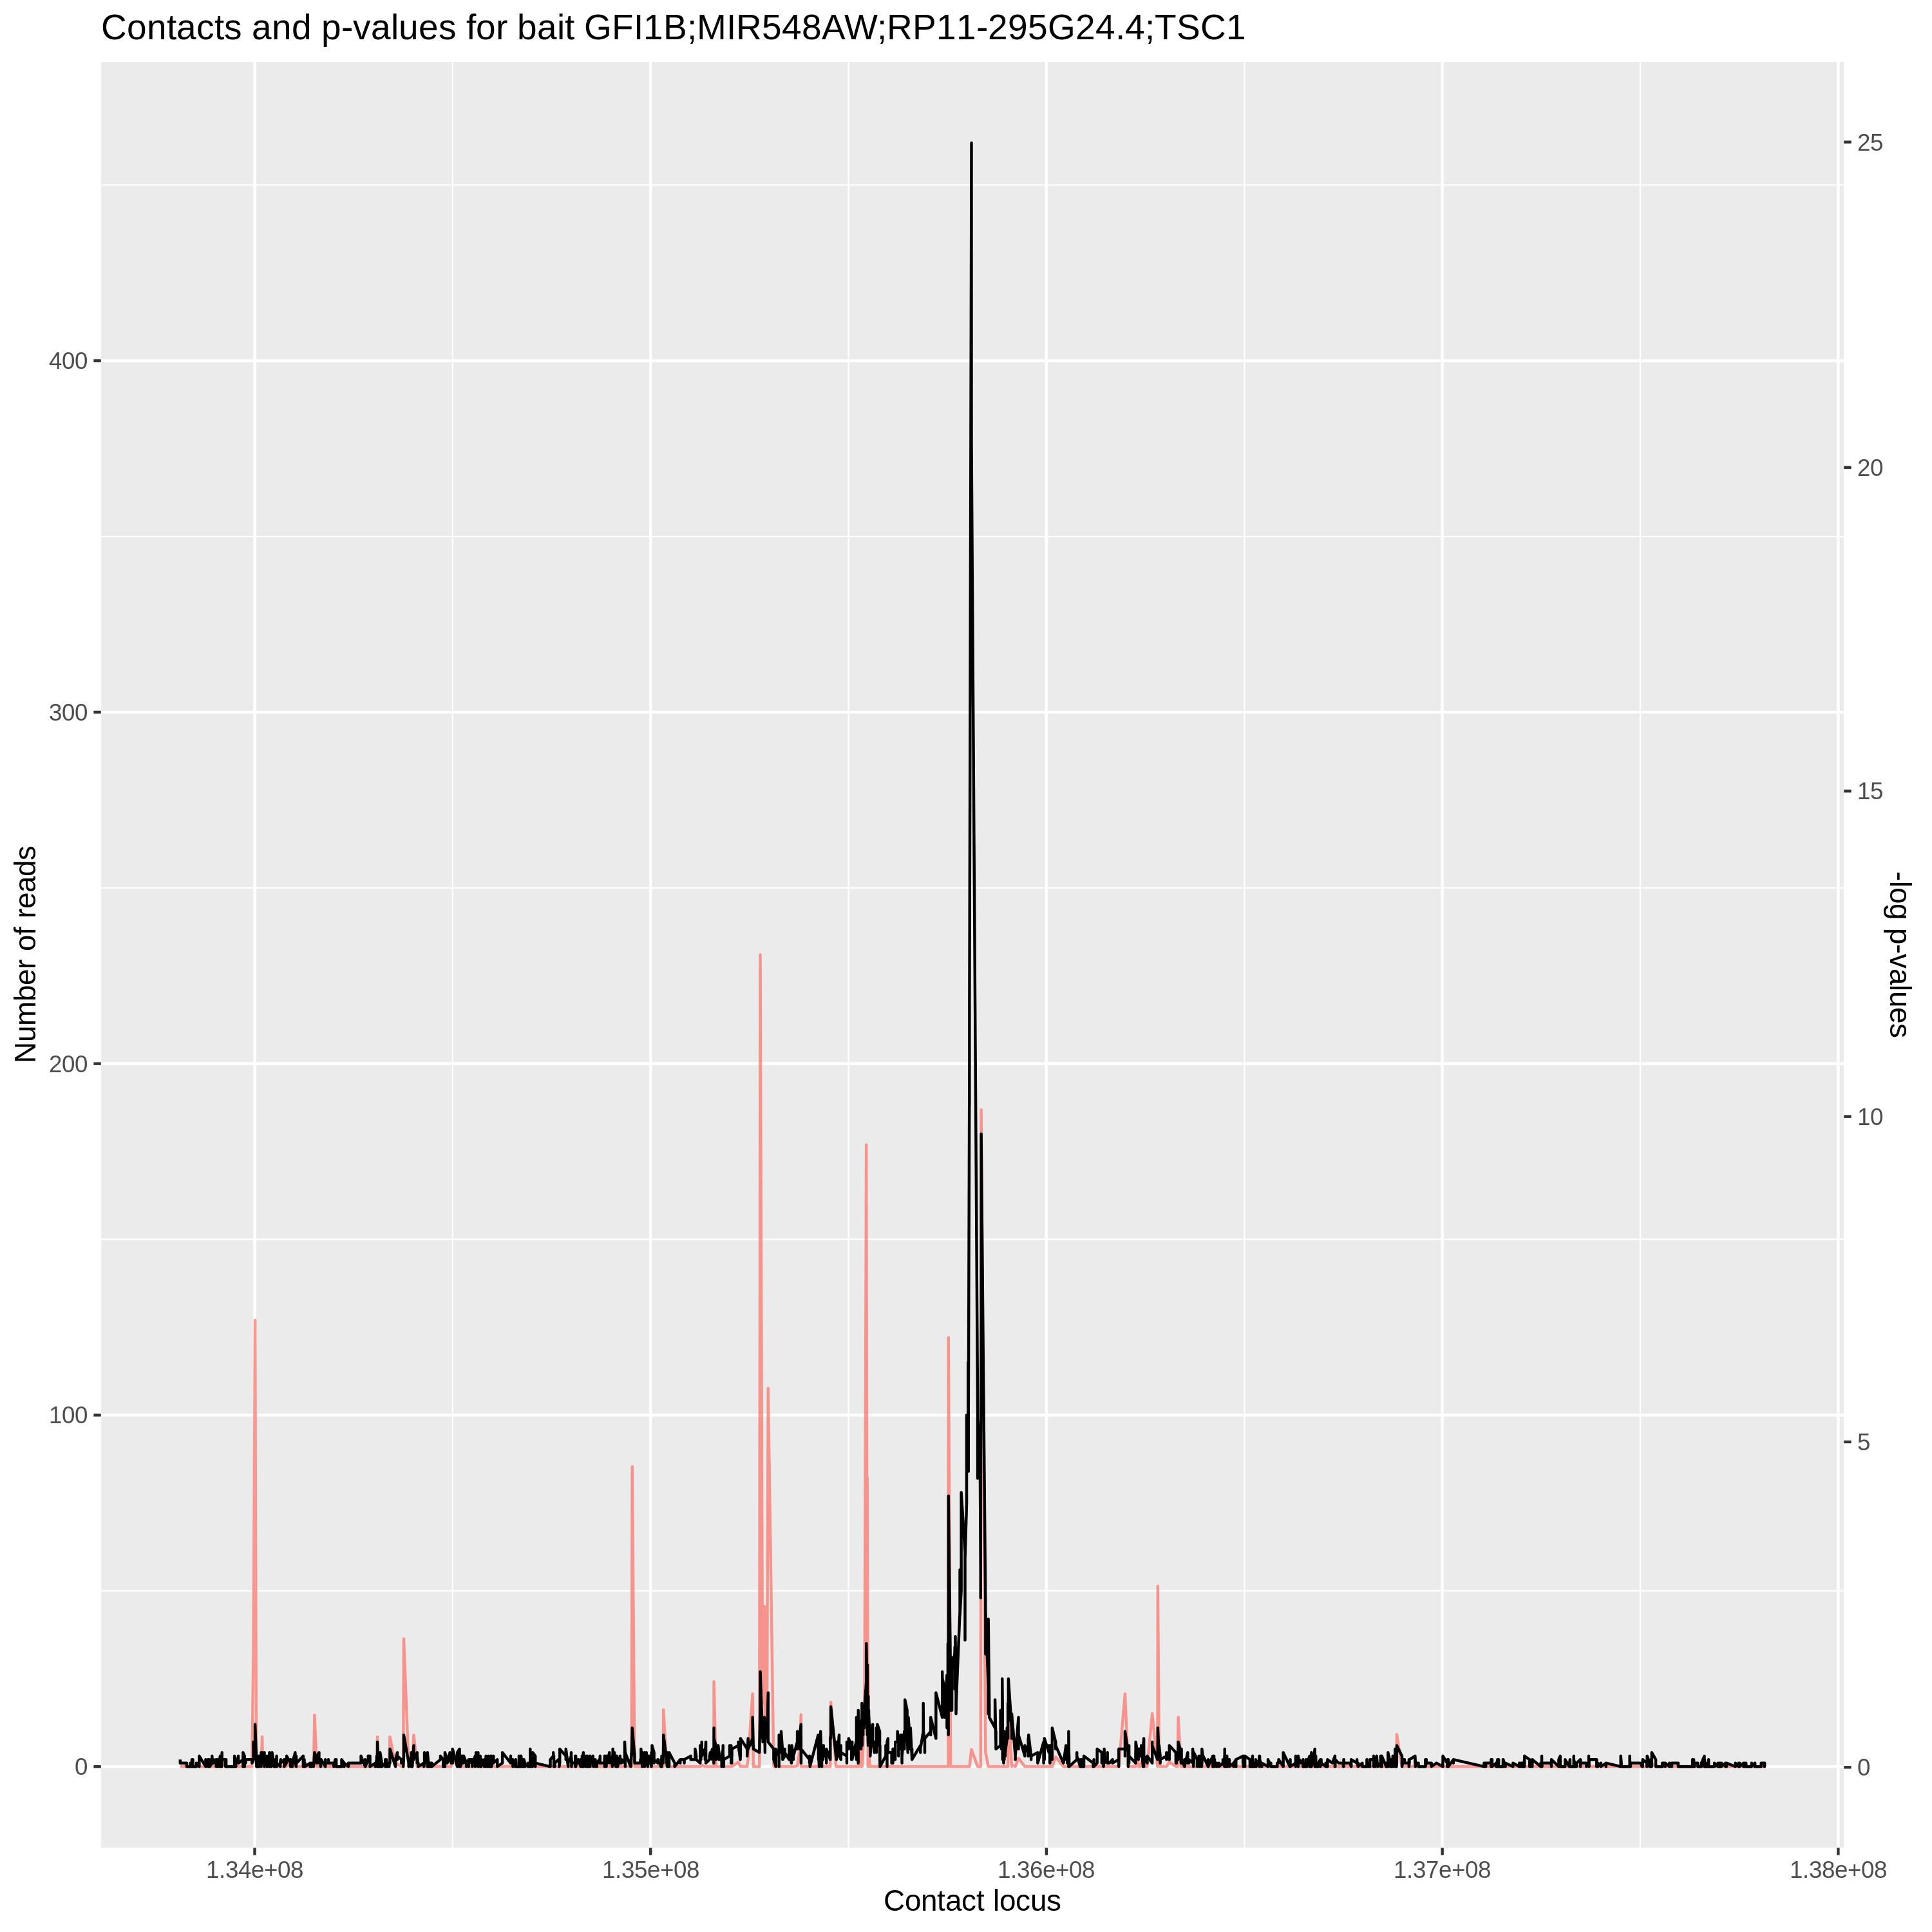 Contacts and p-values for bait GFI1B;MIR548AW;RP11-295G24.4;TSC1
25
400
20
300
15
Number of reads
-log p-values
200
10
100
5
0
0
1.34e+08 1.35e+08 1.36e+08 1.37e+08 1.38e+08
Contact locus